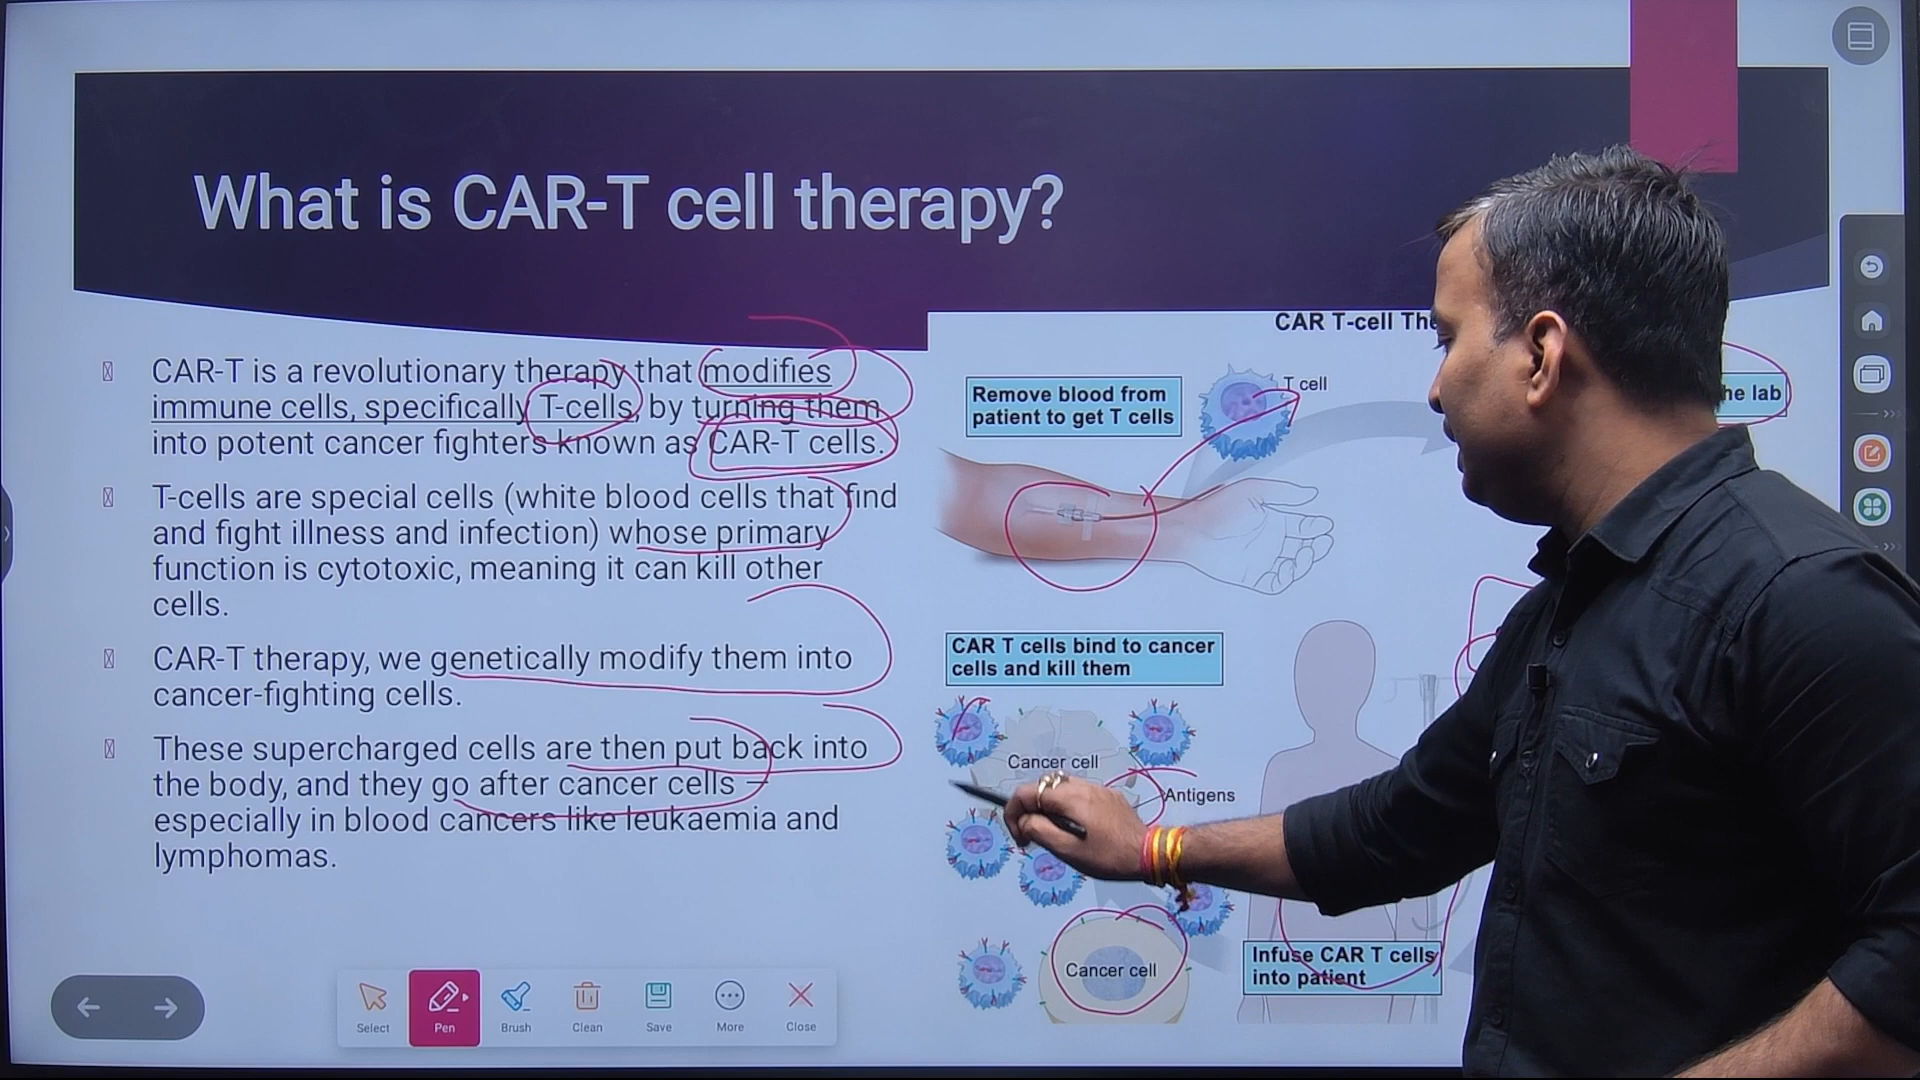 What is CAR-T cell therapy?
CAR-T is a revolutionary therapy that modifies
immune cells, specifically T-cells, by turning them
into potent cancer fighters known as CAR-T cells.
T-cells are special cells (white blood cells that find
and fight illness and infection) whose primary
function is cytotoxic, meaning it can kill other
cells.
CAR-T therapy, we genetically modify them into
cancer-fighting cells.
These supercharged cells are then put back into
the body, and they go after cancer cells –
especially in blood cancers like leukaemia and
lymphomas.
CAR T-cell
Remove blood from
patient to get T cells
T cell
he lab
CAR T cells bind to cancer
cells and kill them
Cancer cell
Antigens
Cancer cell
Infuse CAR T cells
into patient
Select
Pen
Brush
Clean
Save
More
Close